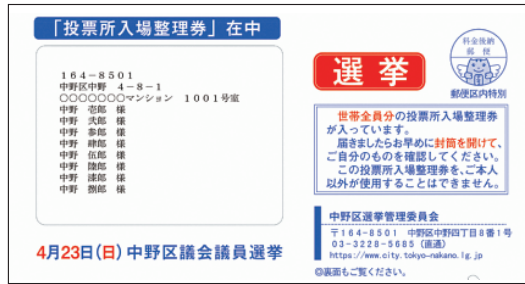 「投票所入場整理券」在中
164-8501
中野区中野 4-8-1
○○○○○○○マンション 1001号室
中野 壱郎 様
中野 弐郎 様
中野 参郎 様
中野 肆郎 様
中野 伍郎 様
中野 陸郎 様
中野 漆郎 様
中野 捌郎 様
4月23日(日)中野区議会議員選挙
選挙
料金後納
郵便
郵便区内特別
世帯全員分の投票所入場整理券
が入っています。
届きましたらお早めに封筒を開けて、
ご自分のものを確認してください。
この投票所入場整理券を、ご本人
以外が使用することはできません。
中野区選挙管理委員会
〒164-8501 中野区中野四丁目8番1号
03-3228-5685(直通)
https://www.city.tokyo-nakano.lg.jp
◎裏面もご覧ください。